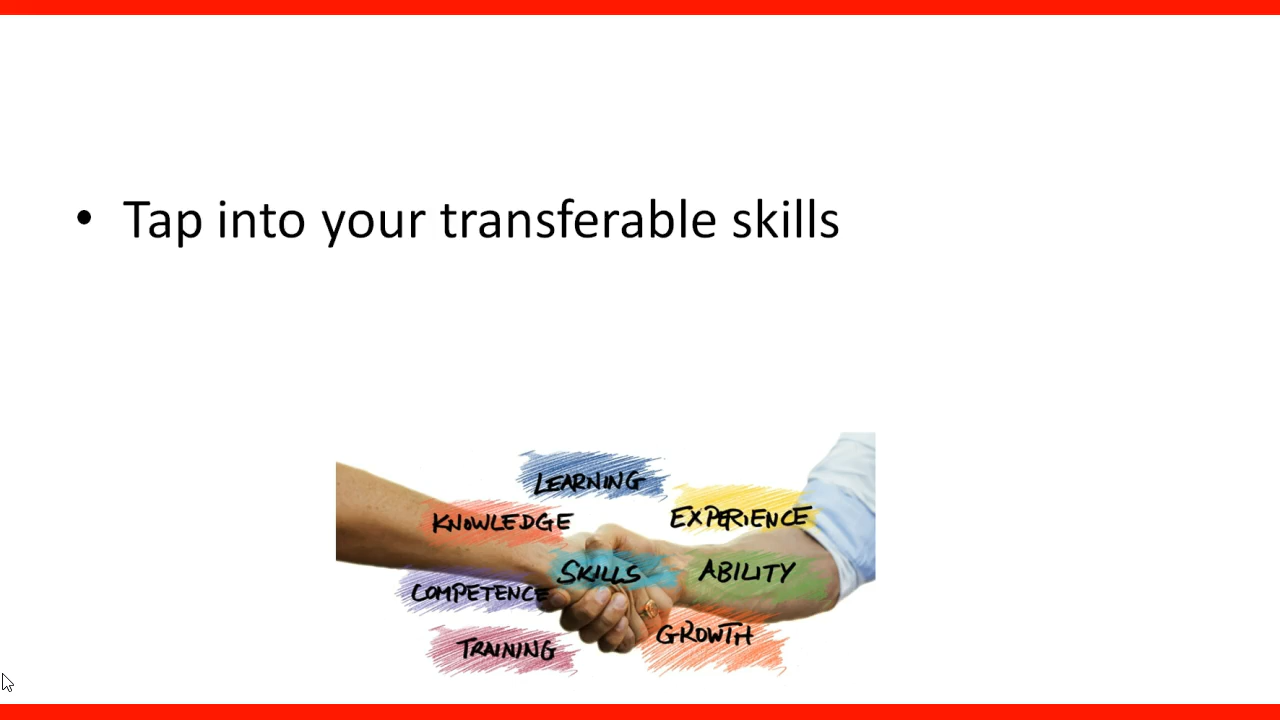 • Tap into your transferable skills
LEARNING
KNOWLEDGE
EXPERIENCE
SKILLS
ABILITY
COMPETENCE
GROWTH
TRAINING